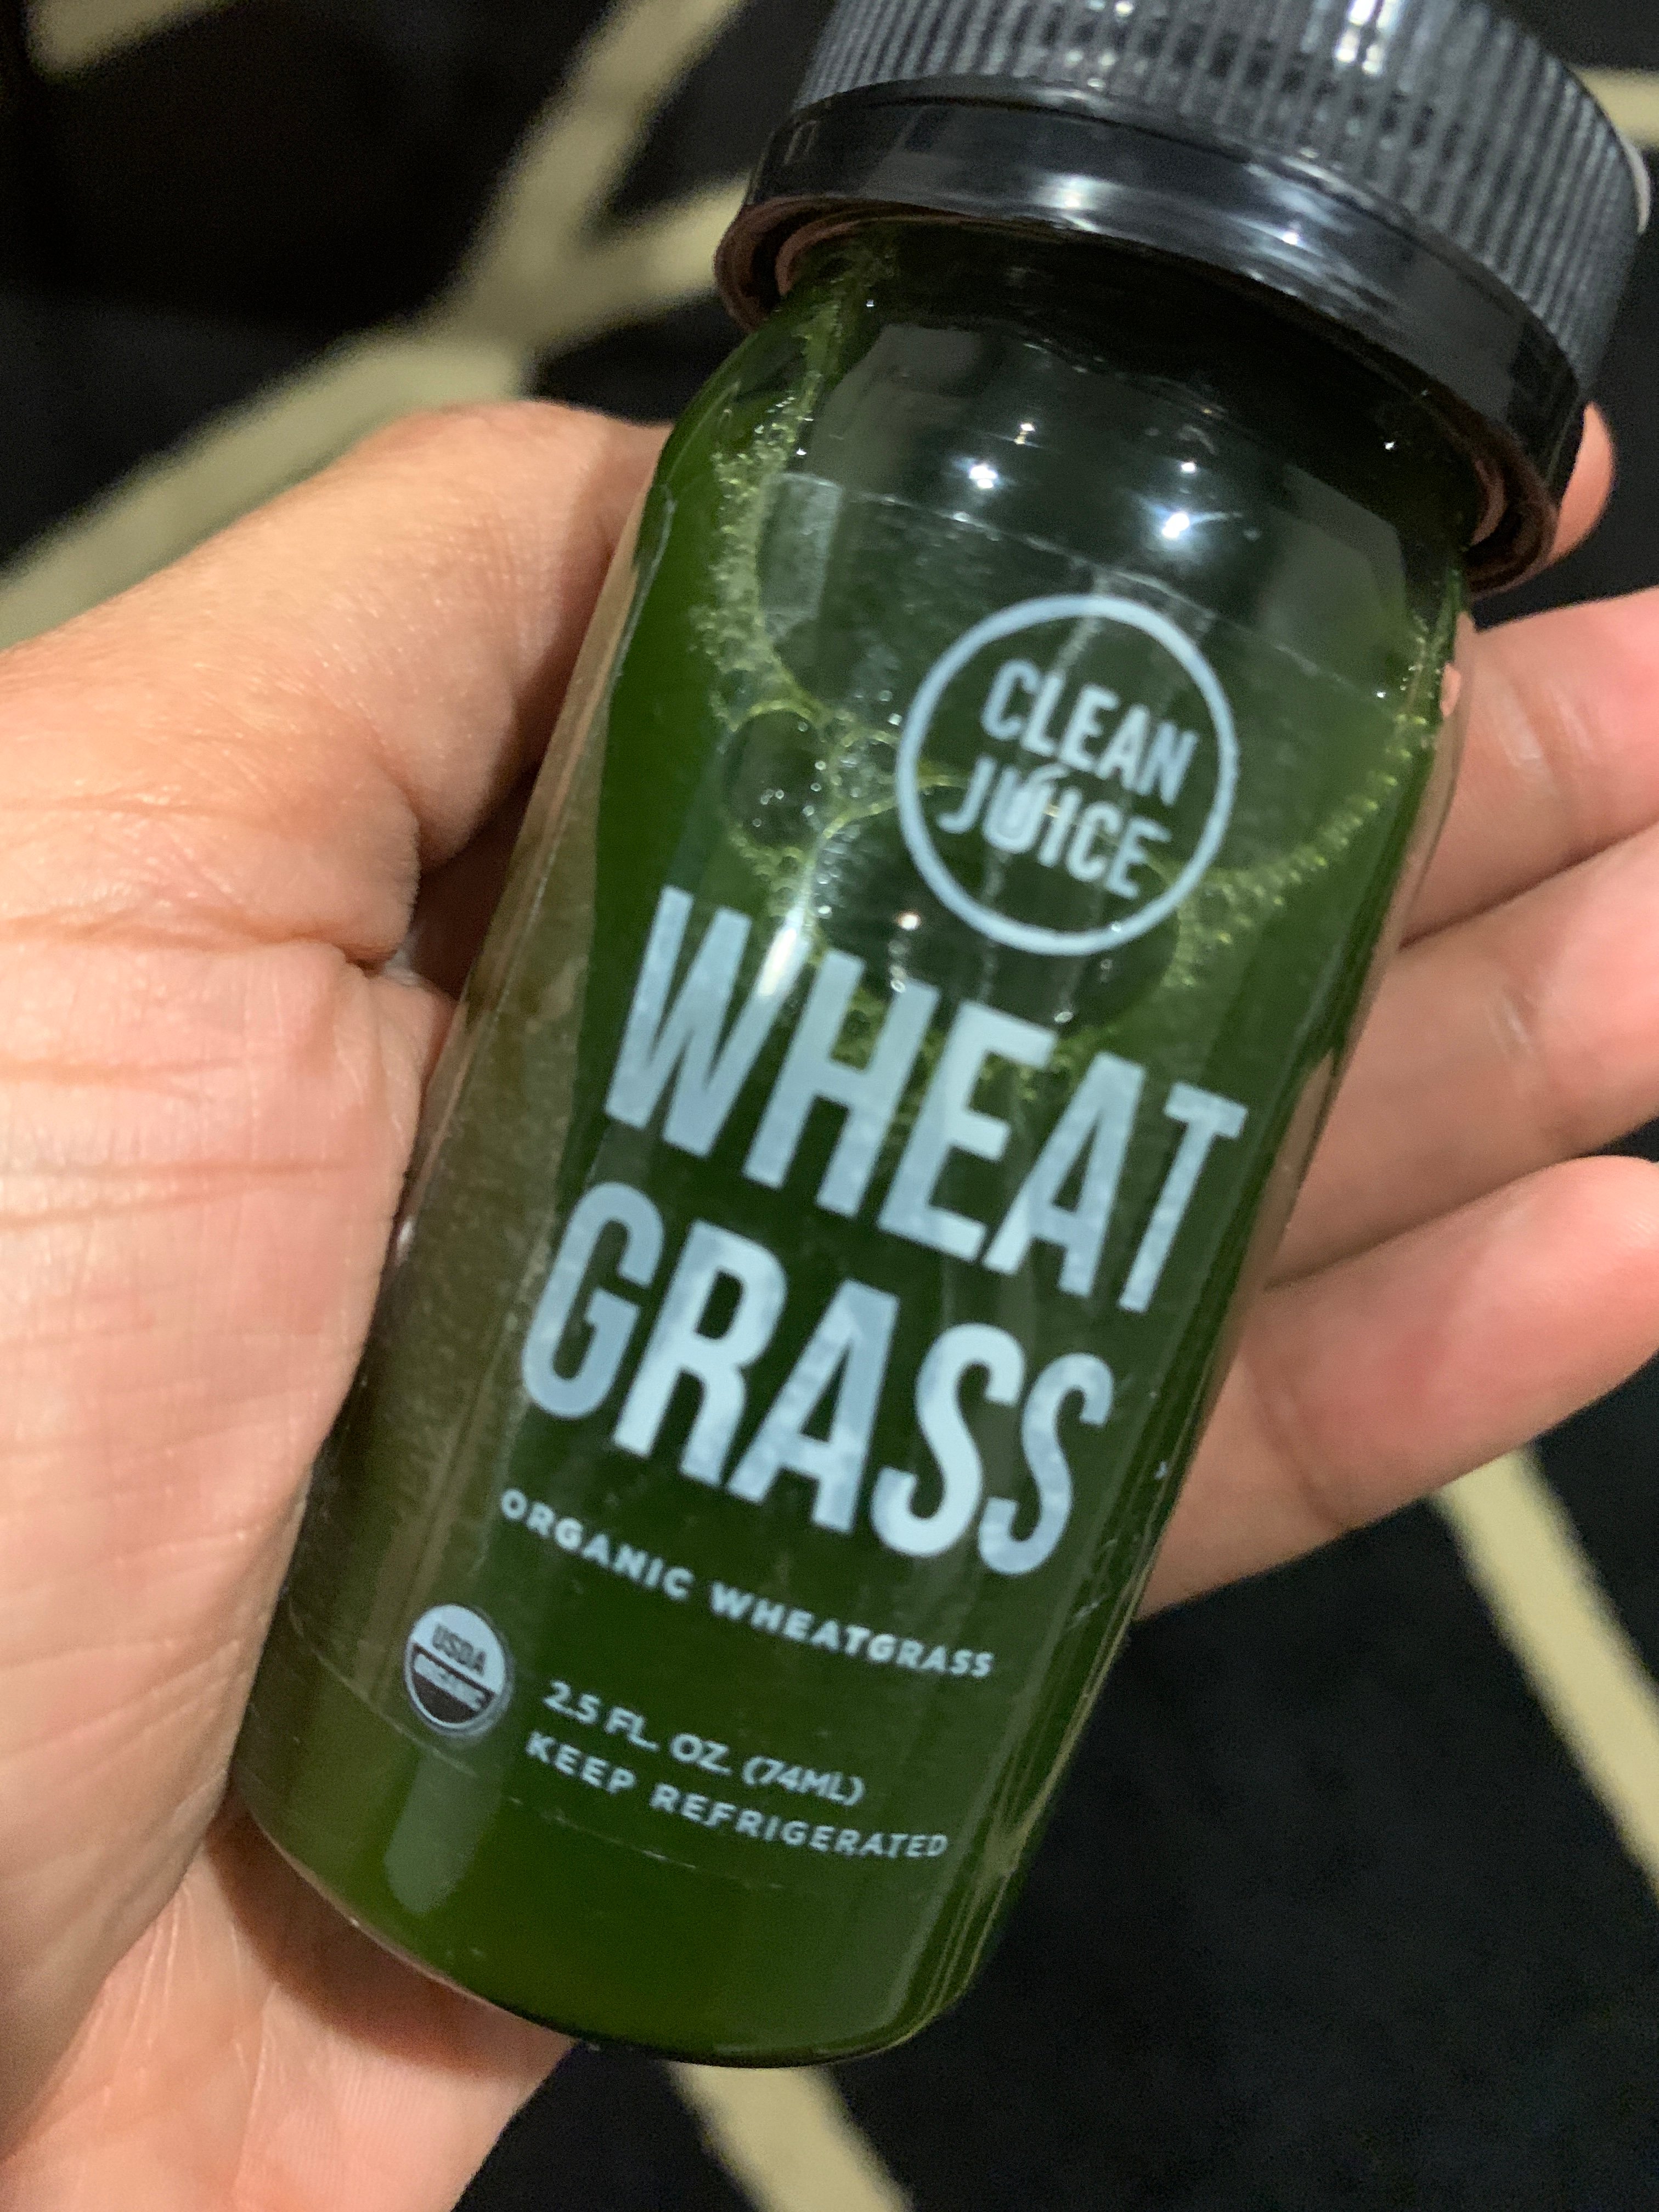 CLEAN
JUICE
WHEAT
GRASS
ORGANIC WHEATGRASS
USDA
ORGANIC
2.5 FL. OZ. (74ML)
KEEP REFRIGERATED